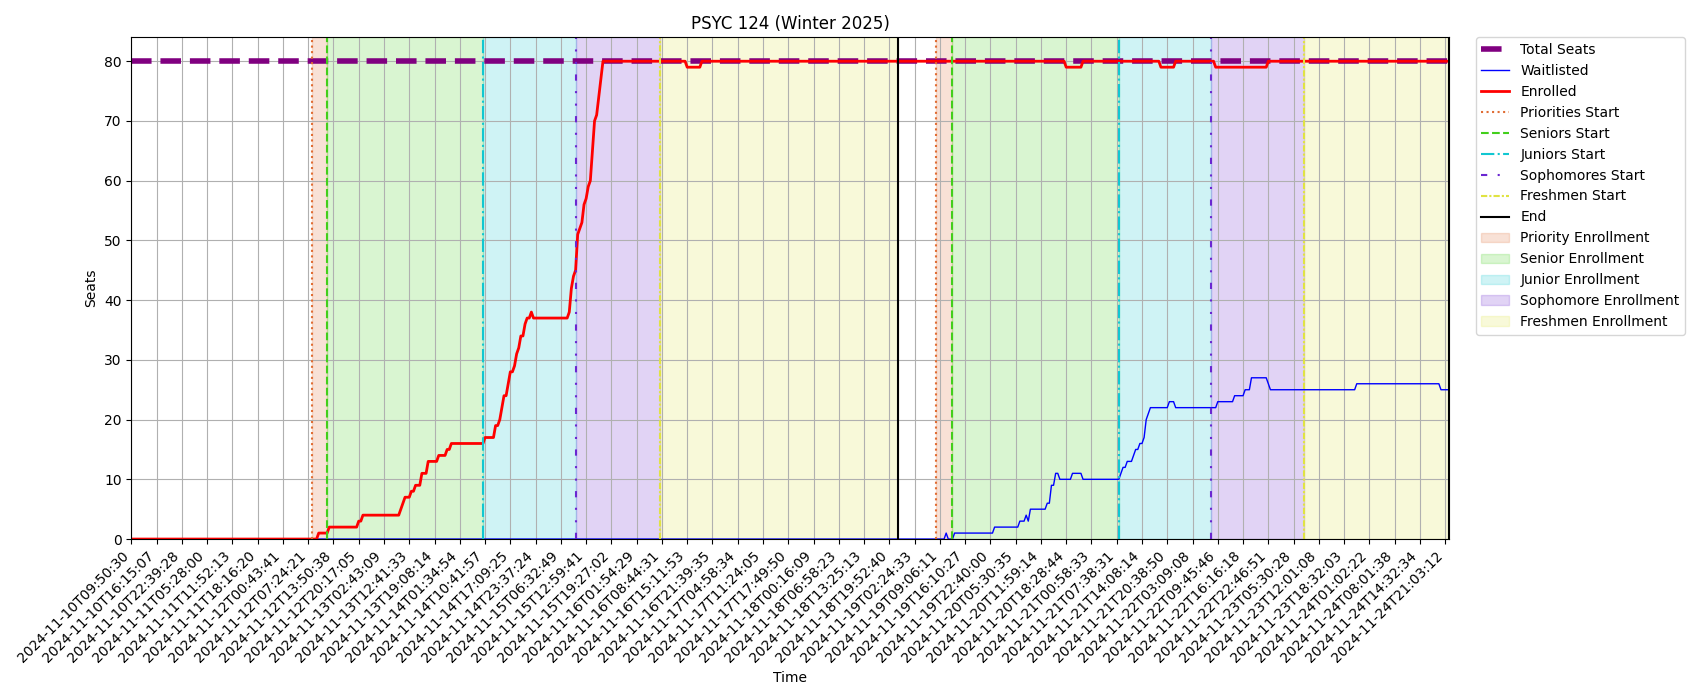 PSYC 124 (Winter 2025)
Seats
80
70
60
50
40
30
20
10
0
2024-11-10T09:50:30
2024-11-10T16:15:07
2024-11-10T22:39:28
2024-11-11T05:28:00
2024-11-11T11:52:13
2024-11-11T18:16:20
2024-11-12T00:43:41
2024-11-12T07:24:21
2024-11-12T13:50:38
2024-11-12T20:17:05
2024-11-13T02:43:09
2024-11-13T12:41:33
2024-11-13T19:08:14
2024-11-14T01:34:54
2024-11-14T10:41:57
2024-11-14T17:09:25
2024-11-14T23:37:24
2024-11-15T06:32:49
2024-11-15T12:59:41
2024-11-15T19:27:02
2024-11-16T01:54:29
2024-11-16T08:44:31
2024-11-16T15:11:53
2024-11-16T21:39:35
2024-11-17T04:58:34
2024-11-17T11:24:05
2024-11-17T17:49:50
2024-11-18T00:16:09
2024-11-18T06:58:23
2024-11-18T13:25:13
2024-11-18T19:52:40
2024-11-19T02:24:33
2024-11-19T09:06:11
2024-11-19T16:10:27
2024-11-19T22:40:00
2024-11-20T05:30:35
2024-11-20T11:59:14
2024-11-20T18:28:44
2024-11-21T00:58:33
2024-11-21T07:38:31
2024-11-21T14:08:14
2024-11-21T20:38:50
2024-11-22T03:09:08
2024-11-22T09:45:46
2024-11-22T16:16:18
2024-11-22T22:46:51
2024-11-23T05:30:28
2024-11-23T12:01:08
2024-11-23T18:32:03
2024-11-24T01:02:22
2024-11-24T08:01:39
2024-11-24T14:32:34
2024-11-24T21:03:12
Time
Total Seats
Waitlisted
Enrolled
Priorities Start
Seniors Start
Juniors Start
Sophomores Start
Freshmen Start
End
Priority Enrollment
Senior Enrollment
Junior Enrollment
Sophomore Enrollment
Freshmen Enrollment